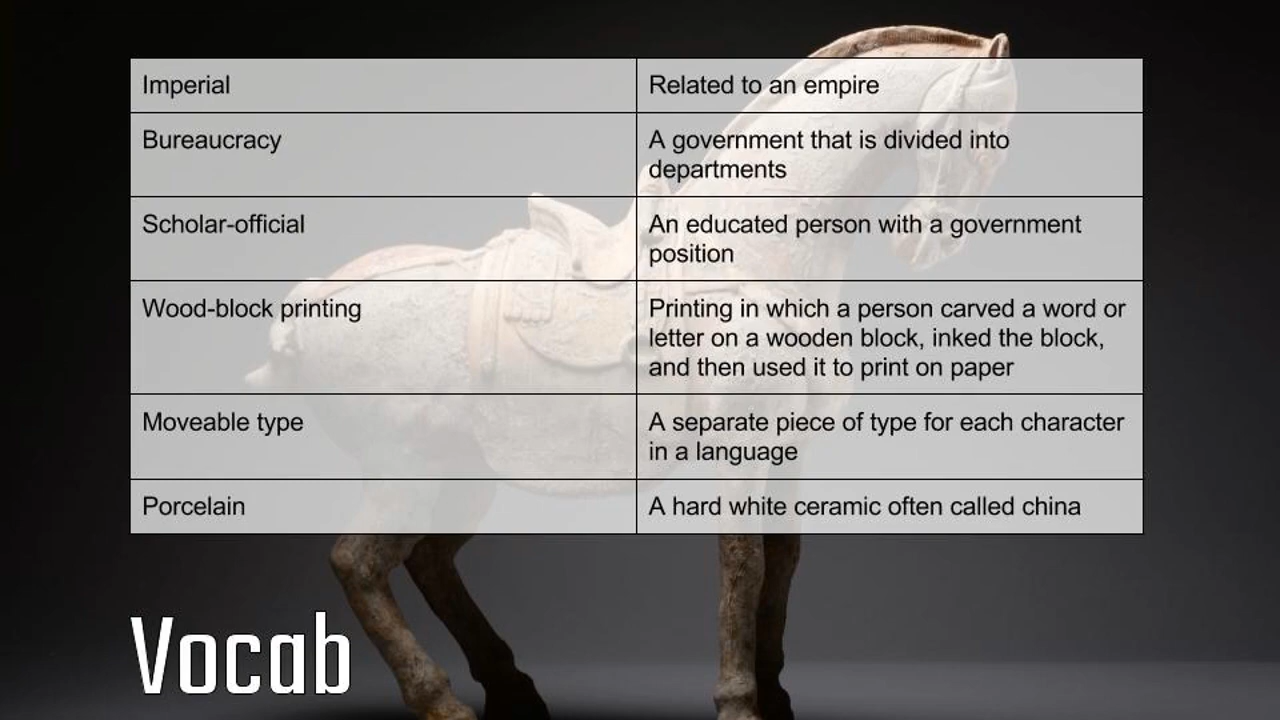 Imperial
Related to an empire
Bureaucracy
A government that is divided into
departments
Scholar-official
An educated person with a government
position
Wood-block printing
Printing in which a person carved a word or
letter on a wooden block, inked the block,
and then used it to print on paper
Moveable type
A separate piece of type for each character
in a language
Porcelain
A hard white ceramic often called china
Vocab